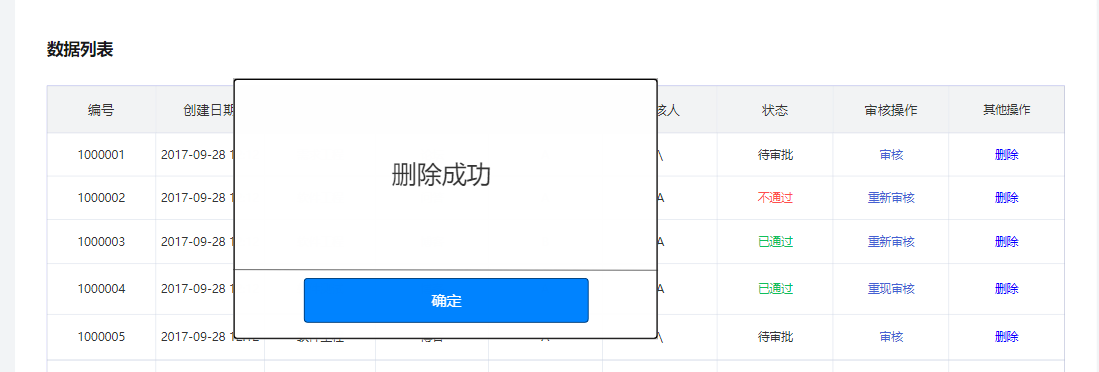 数据列表
编号 创建日期 核人 状态 审核操作 其他操作
1000001 2017-09-28 待审批 审核 删除
删除成功
1000002 2017-09-28 不通过 重新审核 删除
1000003 2017-09-28 已通过 重新审核 删除
1000004 2017-09-28 已通过 重现审核 删除
确定
1000005 2017-09-28 待审批 审核 删除